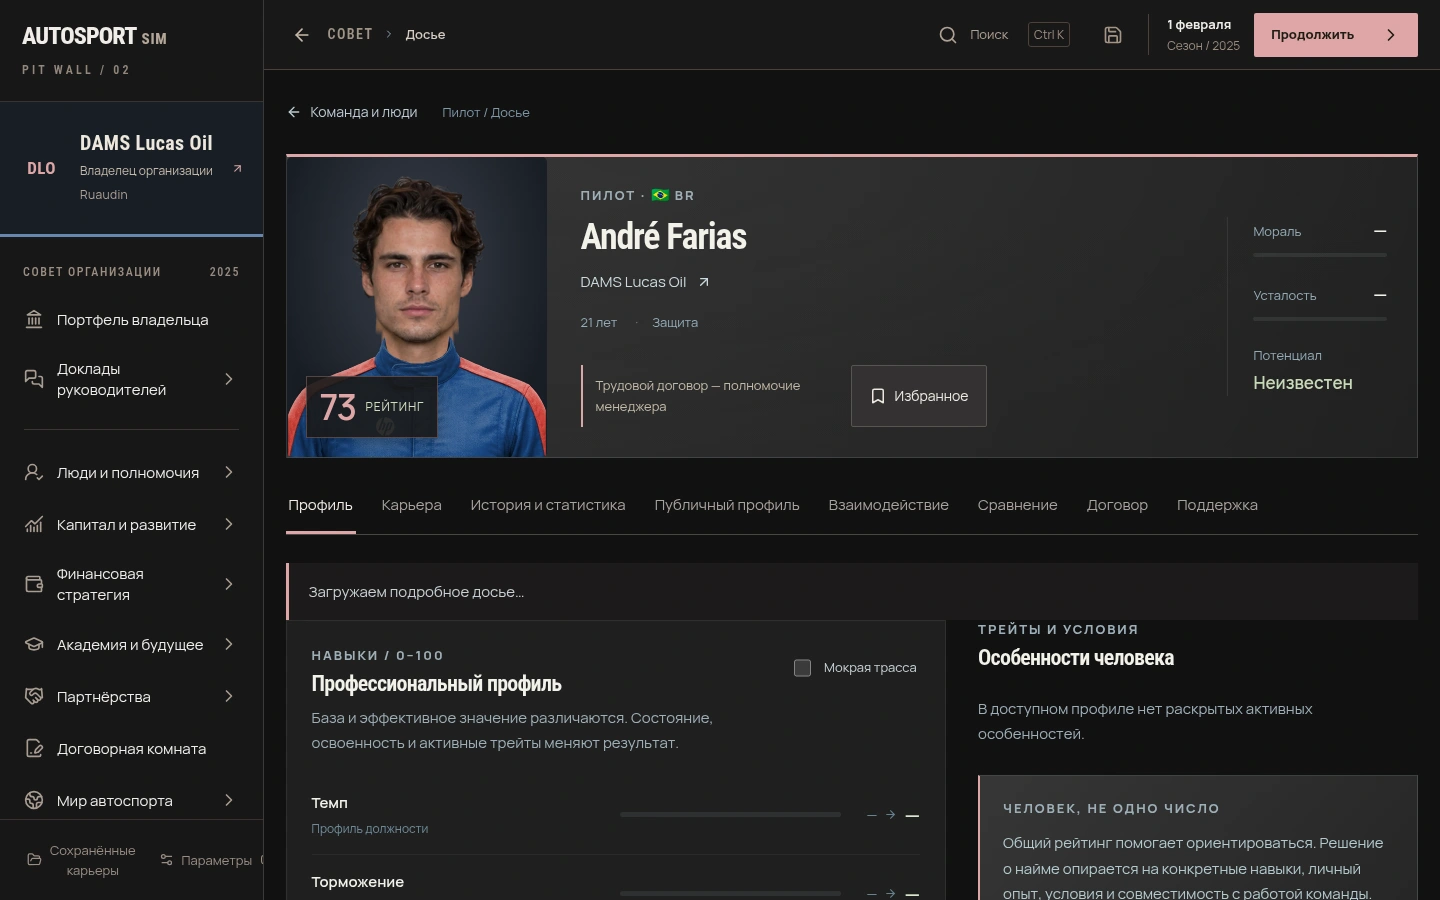 AUTOSPORT SIM
PIT WALL / 02
DLO
DAMS Lucas Oil
Владелец организации
Ruaudin
СОВЕТ ОРГАНИЗАЦИИ 2025
Портфель владельца
Доклады
руководителей
Люди и полномочия
Капитал и развитие
Финансовая
стратегия
Академия и будущее
Партнёрства
Договорная комната
Мир автоспорта
Сохранённые
карьеры
Параметры
СОВЕТ
Досье
Поиск
Ctrl K
1 февраля
Сезон / 2025
Продолжить
Команда и люди
Пилот / Досье
73 РЕЙТИНГ
ПИЛОТ · 🇧🇷 BR
André Farias
DAMS Lucas Oil
21 лет · Защита
Трудовой договор — полномочие
менеджера
Избранное
Мораль —
Усталость —
Потенциал
Неизвестен
Профиль
Карьера
История и статистика
Публичный профиль
Взаимодействие
Сравнение
Договор
Поддержка
Загружаем подробное досье…
НАВЫКИ / 0–100
Профессиональный профиль
Мокрая трасса
База и эффективное значение различаются. Состояние,
освоенность и активные трейты меняют результат.
Темп
Профиль должности
— → —
Торможение
— → —
ТРЕЙТЫ И УСЛОВИЯ
Особенности человека
В доступном профиле нет раскрытых активных
особенностей.
ЧЕЛОВЕК, НЕ ОДНО ЧИСЛО
Общий рейтинг помогает ориентироваться. Решение
о найме опирается на конкретные навыки, личный
опыт, условия и совместимость с работой команды.